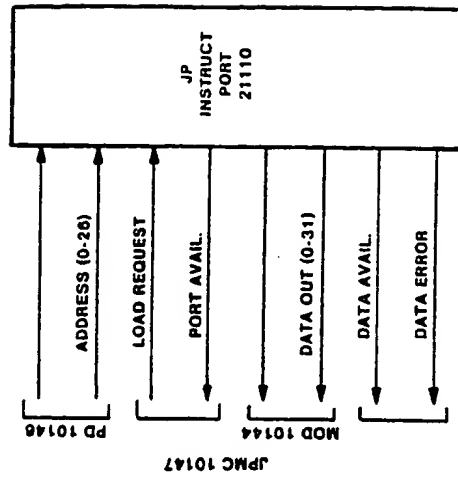 JP
INSTRUCT
PORT
21110
ADDRESS (0-26)
LOAD REQUEST
PORT AVAIL.
DATA OUT (0-31)
DATA AVAIL.
DATA ERROR
PD 10146
MOD 10144
JPMC 10147